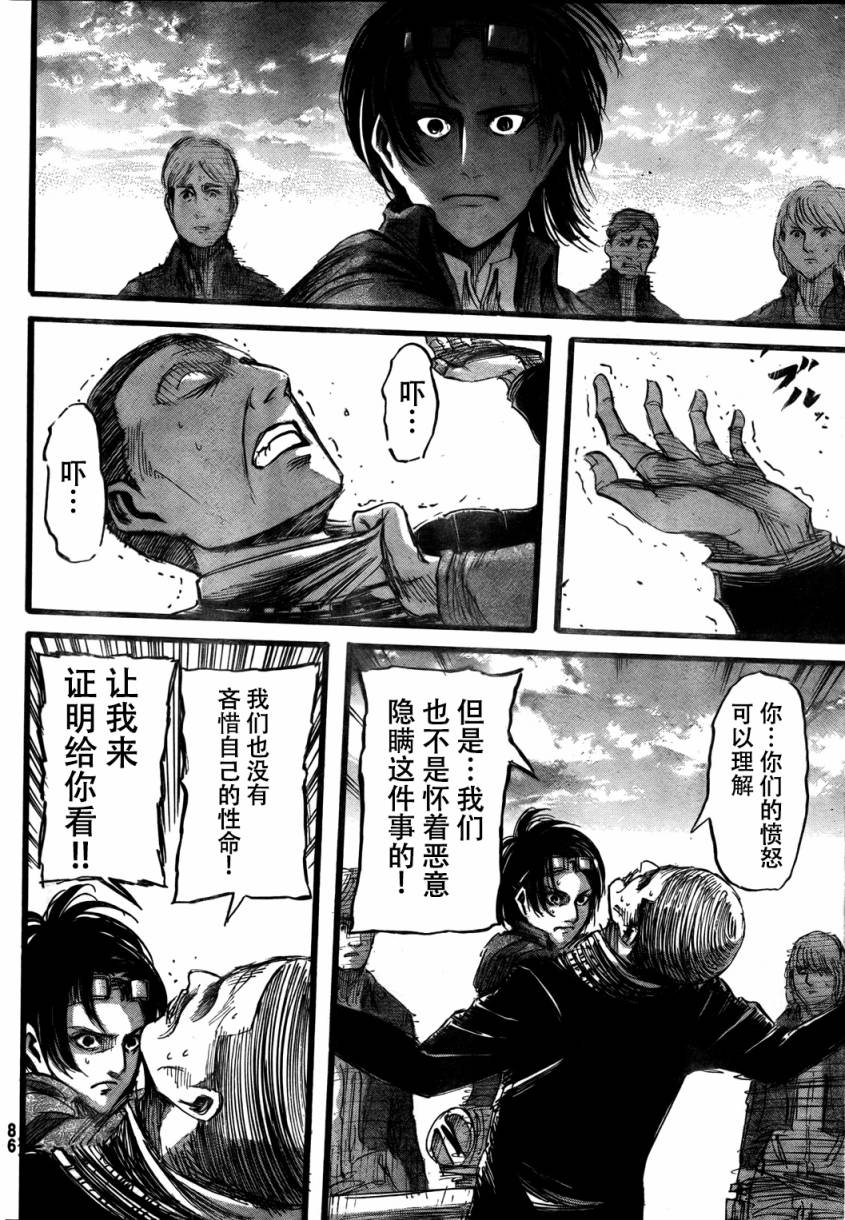 吓…
吓…
你…你们的愤怒
可以理解
但是…我们
也不是怀着恶意
隐瞒这件事的！
我们也没有
吝惜自己的性命！
让我来
证明给你看!!
86